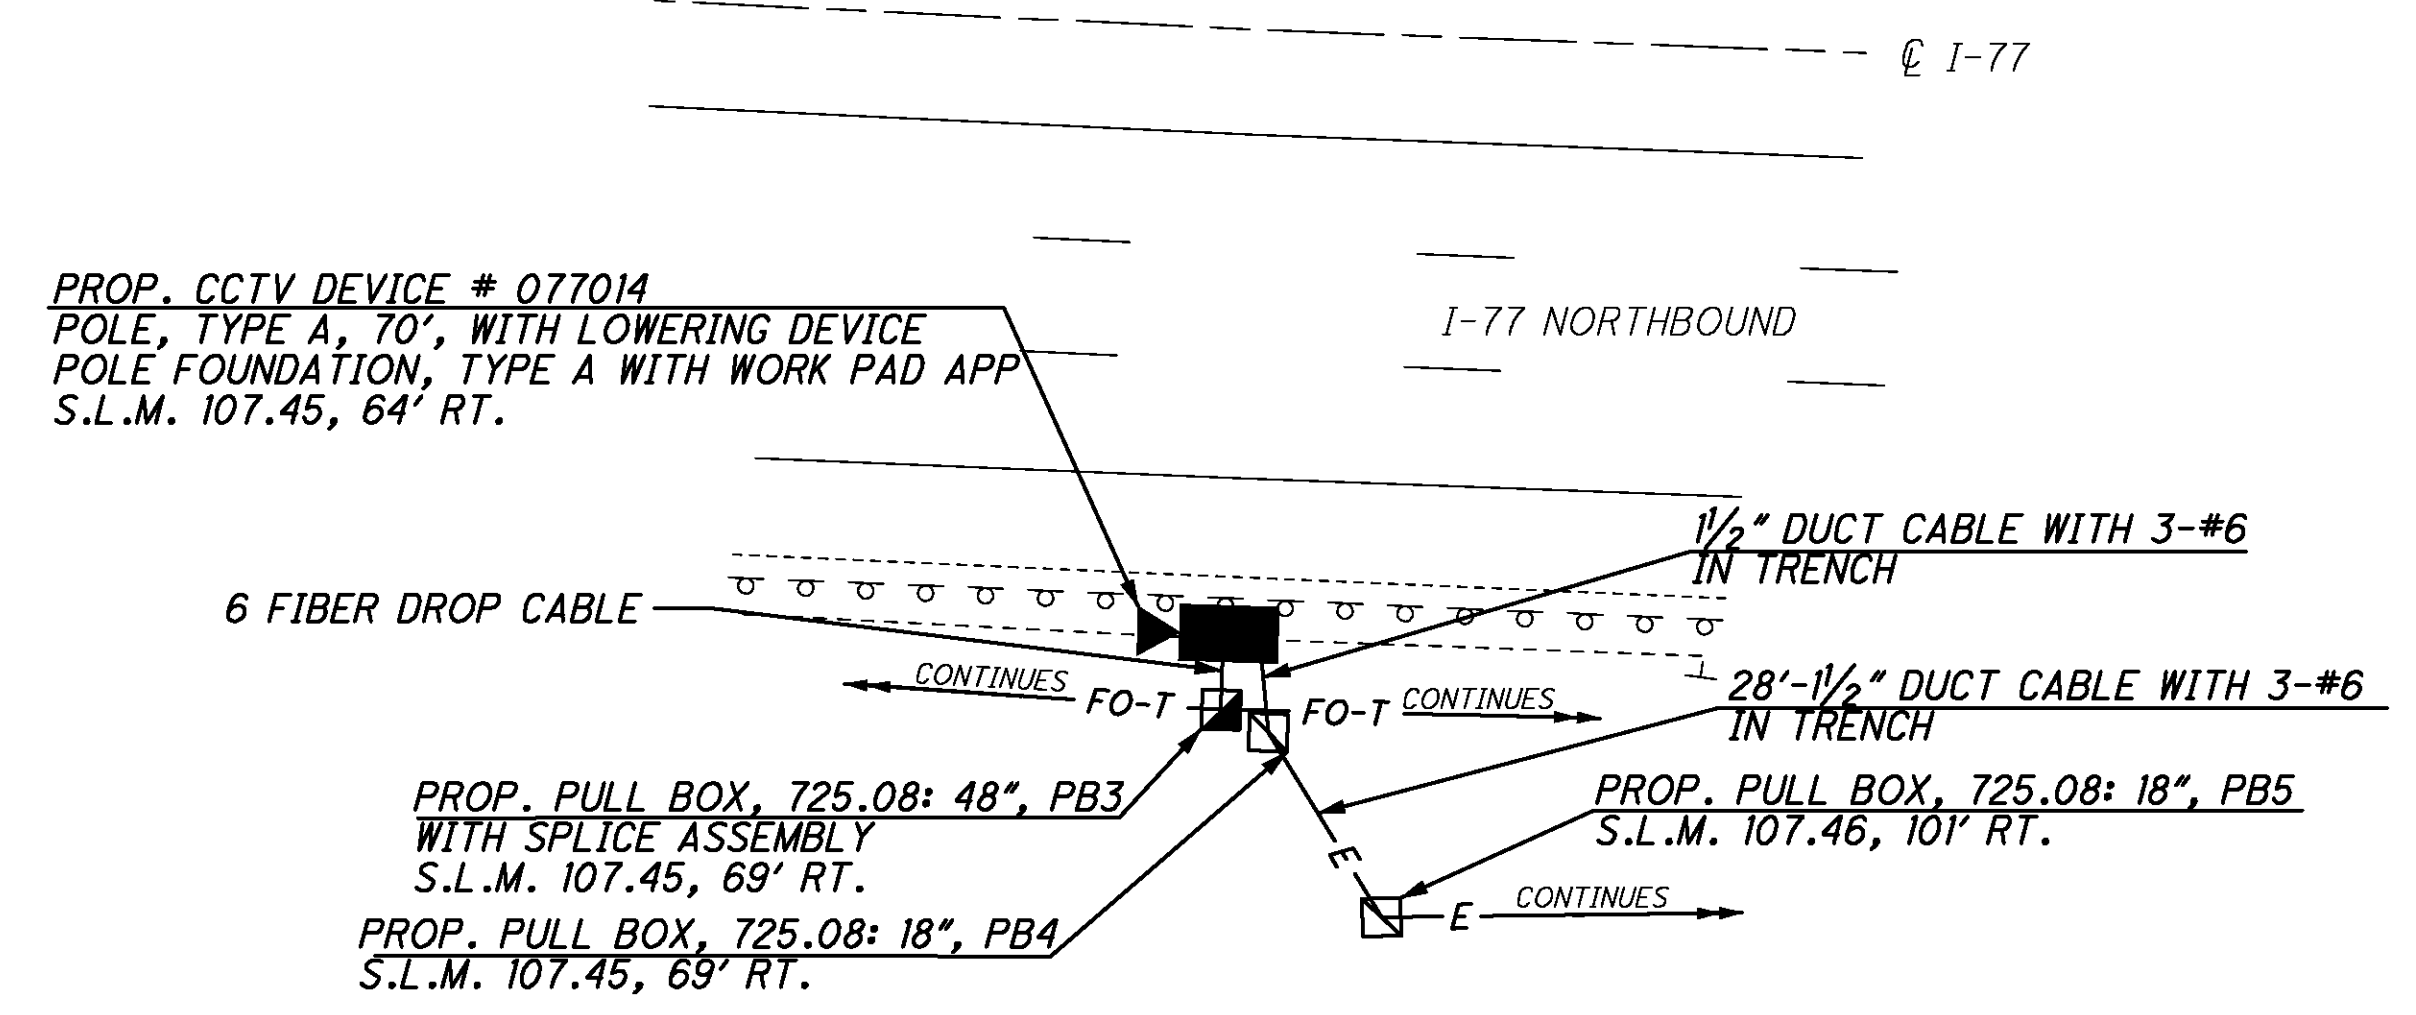 ℄ I-77
PROP. CCTV DEVICE # 077014
POLE, TYPE A, 70', WITH LOWERING DEVICE
POLE FOUNDATION, TYPE A WITH WORK PAD APP
S.L.M. 107.45, 64' RT.
I-77 NORTHBOUND
1½" DUCT CABLE WITH 3-#6
IN TRENCH
6 FIBER DROP CABLE
CONTINUES
FO-T
FO-T
CONTINUES
28'-1½" DUCT CABLE WITH 3-#6
IN TRENCH
PROP. PULL BOX, 725.08: 48", PB3
WITH SPLICE ASSEMBLY
S.L.M. 107.45, 69' RT.
PROP. PULL BOX, 725.08: 18", PB5
S.L.M. 107.46, 101' RT.
E
E
CONTINUES
PROP. PULL BOX, 725.08: 18", PB4
S.L.M. 107.45, 69' RT.